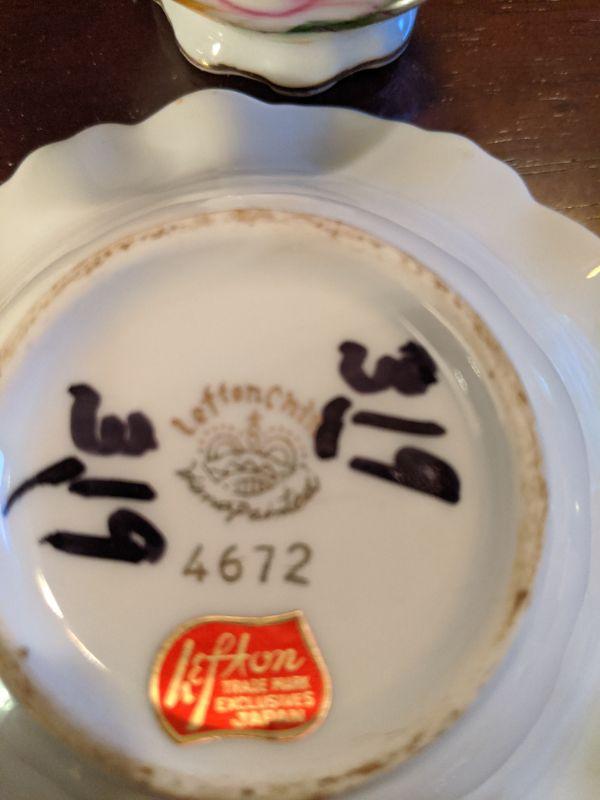 Lefton China
Hand Painted
4672
Lefton
TRADE MARK
EXCLUSIVES
JAPAN